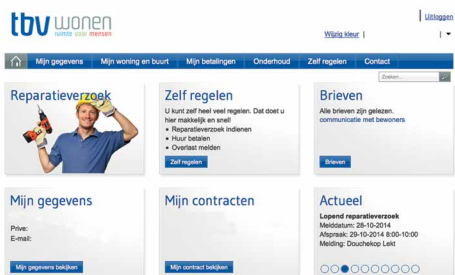 tbv wonen
ruimte voor mensen
Uitloggen
Wijzig kleur |
Mijn gegevens Mijn woning en buurt Mijn betalingen Onderhoud Zelf regelen Contact
Zoeken...
Reparatieverzoek
Zelf regelen
U kunt zelf heel veel regelen. Dat doet u
hier makkelijk en snel!
• Reparatieverzoek indienen
• Huur betalen
• Overlast melden
Zelf regelen
Brieven
Alle brieven zijn gelezen.
communicatie met bewoners
Brieven
Mijn gegevens
Prive:
E-mail:
Mijn gegevens bekijken
Mijn contracten
Mijn contract bekijken
Actueel
Lopend reparatieverzoek
Melddatum: 28-10-2014
Afspraak: 29-10-2014 8:00-10:00
Melding: Douchekop Lekt